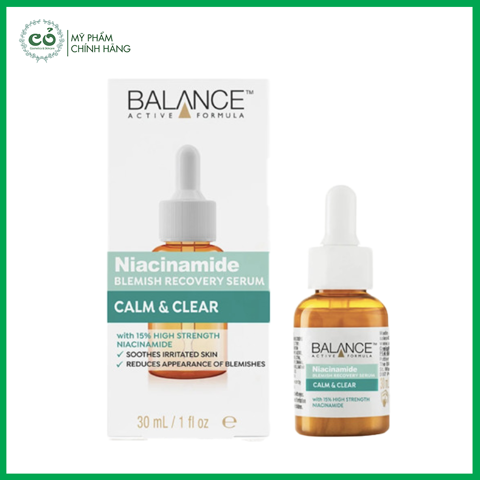 CỎ
MỸ PHẨM
CHÍNH HÃNG
BALANCE™
ACTIVE FORMULA
Niacinamide
BLEMISH RECOVERY SERUM
CALM & CLEAR
with 15% HIGH STRENGTH
NIACINAMIDE
✓ SOOTHES IRRITATED SKIN
✓ REDUCES APPEARANCE OF BLEMISHES
30 mL / 1 fl oz ℮
BALANCE™
ACTIVE FORMULA
Niacinamide
BLEMISH RECOVERY SERUM
CALM & CLEAR
with 15% HIGH STRENGTH
NIACINAMIDE